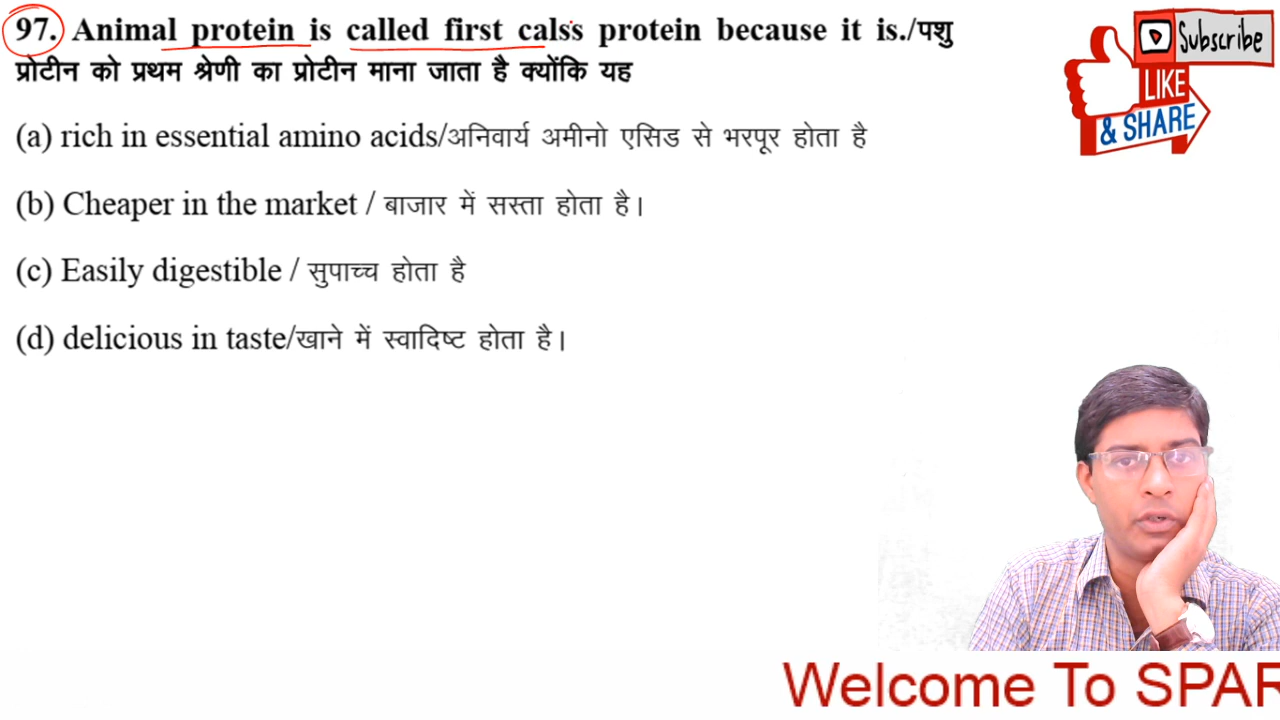 97. Animal protein is called first calss protein because it is./पशु
प्रोटीन को प्रथम श्रेणी का प्रोटीन माना जाता है क्योंकि यह
(a) rich in essential amino acids/अनिवार्य अमीनो एसिड से भरपूर होता है
(b) Cheaper in the market / बाजार में सस्ता होता है।
(c) Easily digestible / सुपाच्च होता है
(d) delicious in taste/खाने में स्वादिष्ट होता है।
Subscribe
LIKE
& SHARE
Welcome To SPAR